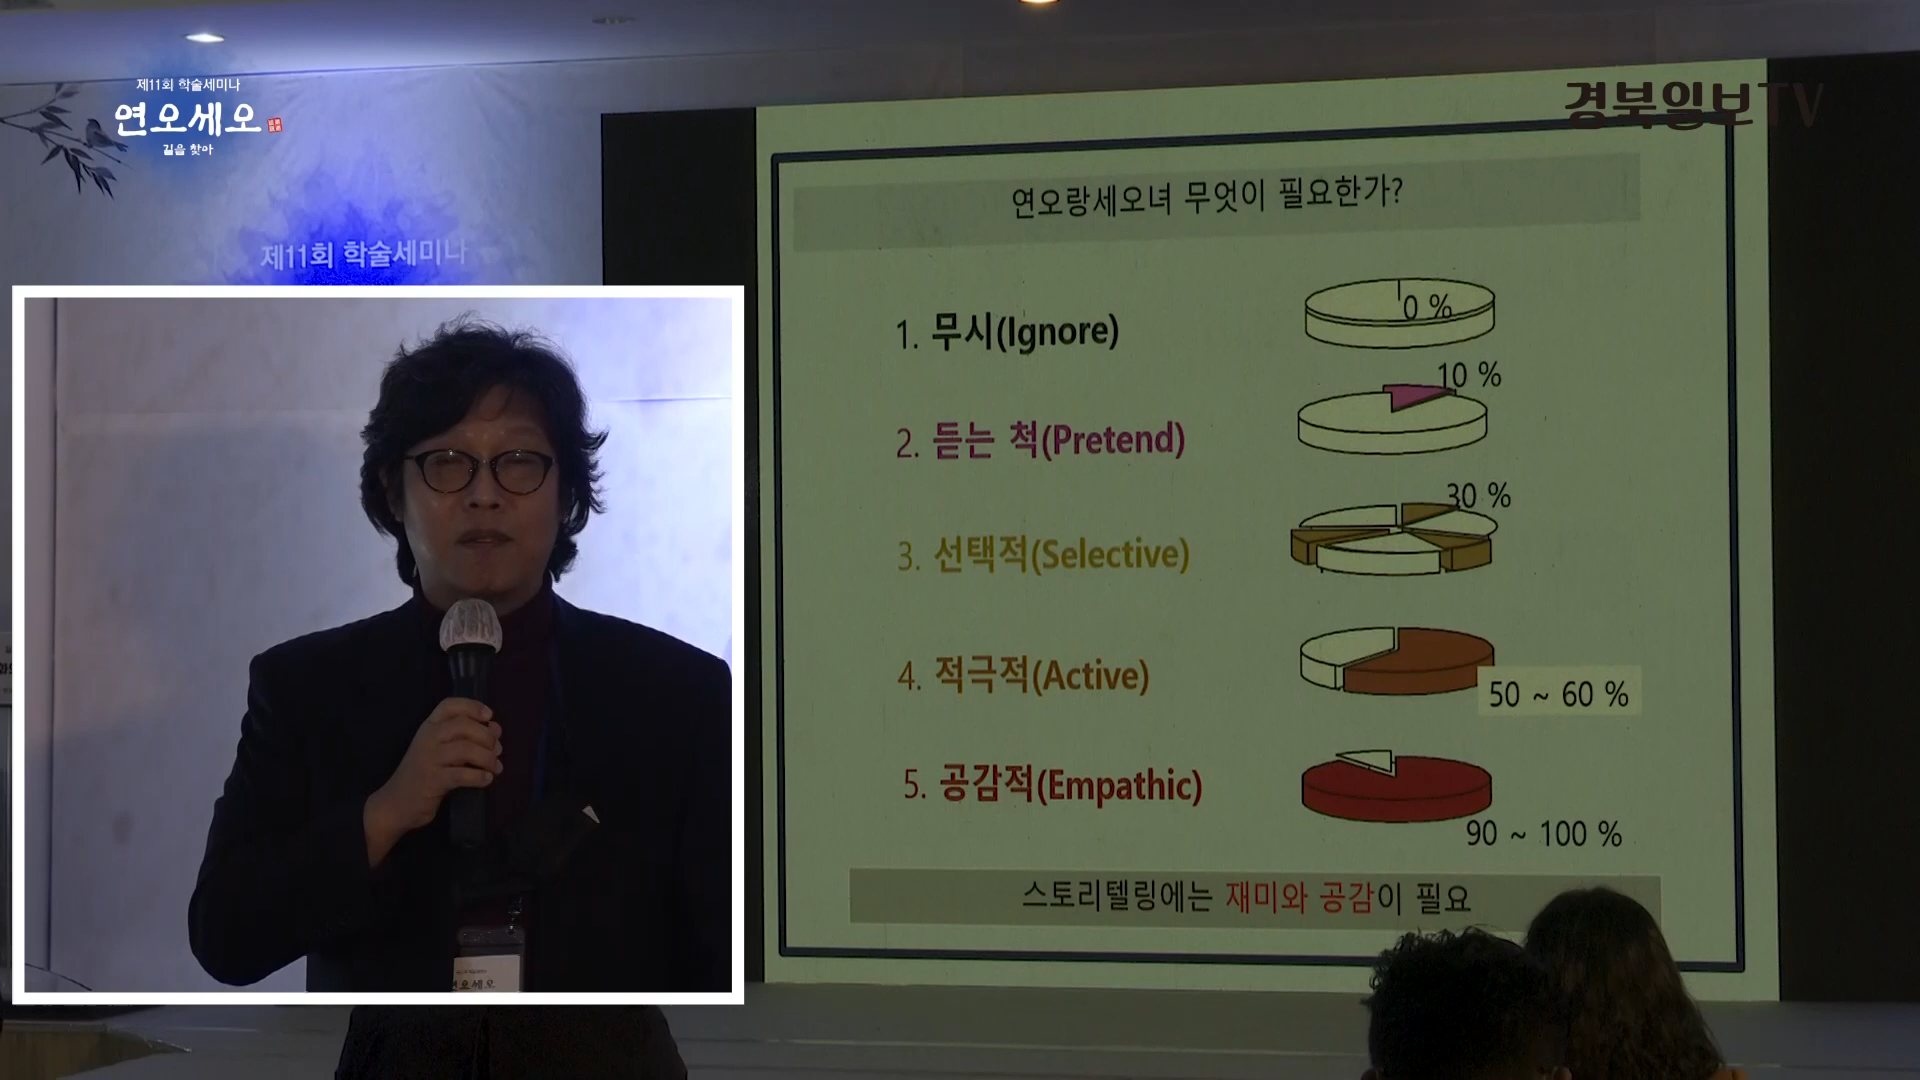 제11회 학술세미나
연오세오
길을 찾아
경북일보TV
제11회 학술세미나
연오랑세오녀 무엇이 필요한가?
1. 무시(Ignore)
0 %
2. 듣는 척(Pretend)
10 %
3. 선택적(Selective)
30 %
4. 적극적(Active)
50 ~ 60 %
5. 공감적(Empathic)
90 ~ 100 %
스토리텔링에는 재미와 공감이 필요
연오세오